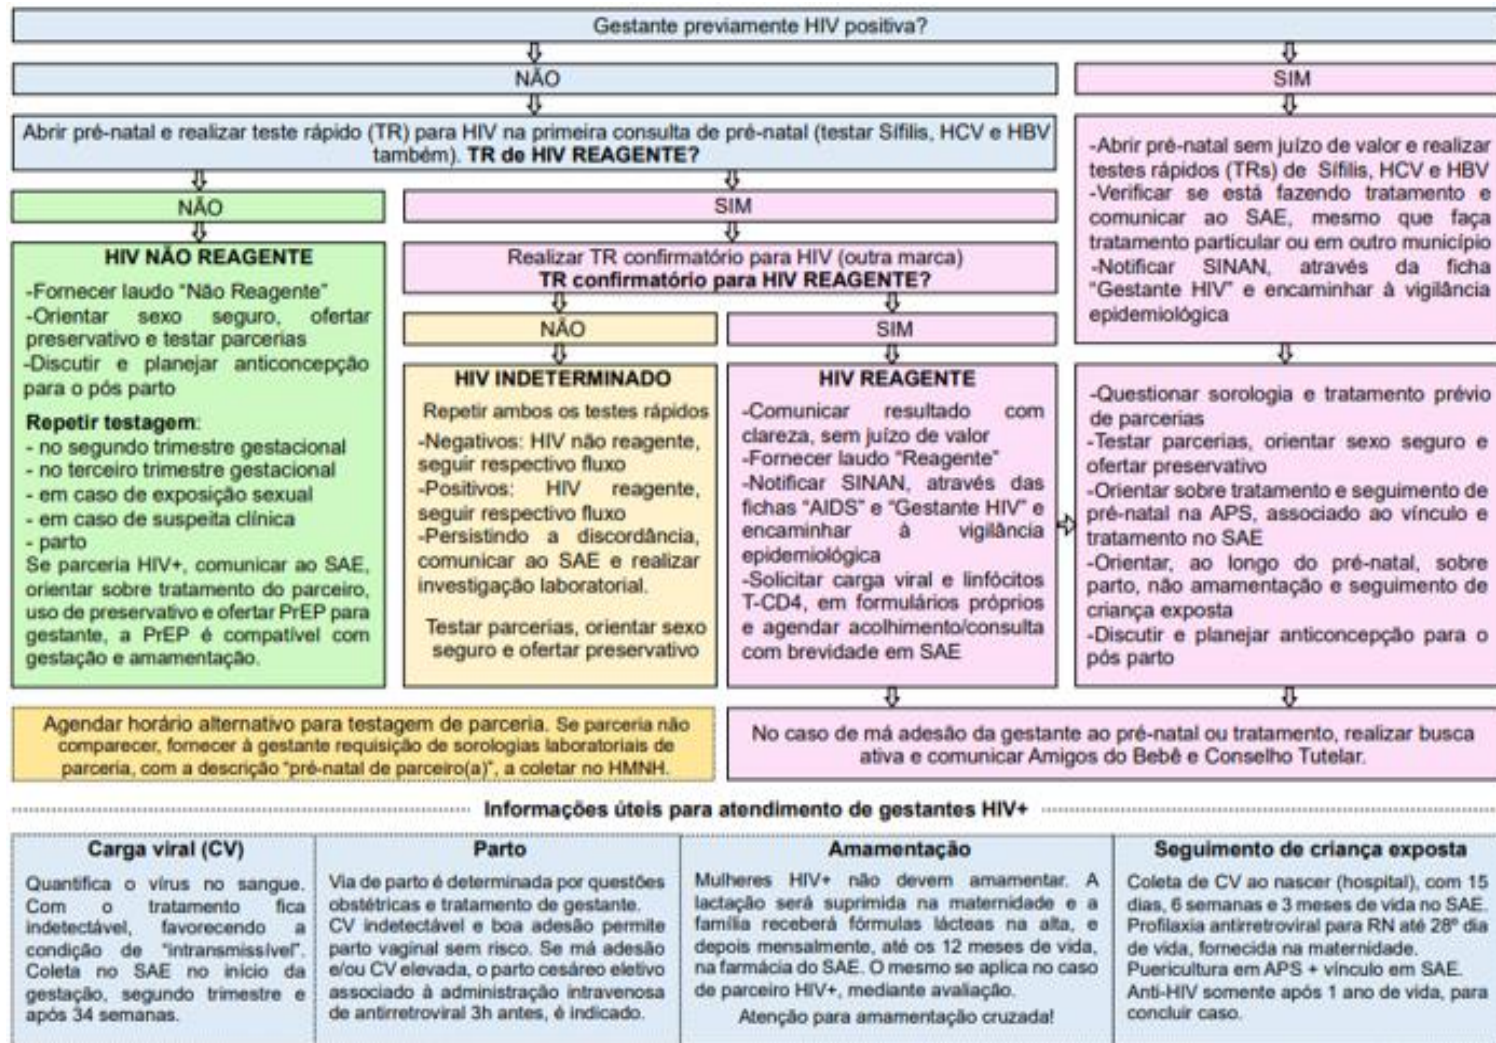 Gestante previamente HIV positiva?
NÃO
SIM
Abrir pré-natal e realizar teste rápido (TR) para HIV na primeira consulta de pré-natal (testar Sífilis, HCV e HBV
também). TR de HIV REAGENTE?
NÃO
SIM
HIV NÃO REAGENTE
-Fornecer laudo "Não Reagente"
-Orientar sexo seguro, ofertar
preservativo e testar parcerias
-Discutir e planejar anticoncepção
para o pós parto
Repetir testagem:
- no segundo trimestre gestacional
- no terceiro trimestre gestacional
- em caso de exposição sexual
- em caso de suspeita clínica
- parto
Se parceria HIV+, comunicar ao SAE,
orientar sobre tratamento do parceiro,
uso de preservativo e ofertar PrEP para
gestante, a PrEP é compatível com
gestação e amamentação.
Realizar TR confirmatório para HIV (outra marca)
TR confirmatório para HIV REAGENTE?
NÃO
SIM
HIV INDETERMINADO
Repetir ambos os testes rápidos
-Negativos: HIV não reagente,
seguir respectivo fluxo
-Positivos: HIV reagente,
seguir respectivo fluxo
-Persistindo a discordância,
comunicar ao SAE e realizar
investigação laboratorial.
Testar parcerias, orientar sexo
seguro e ofertar preservativo
HIV REAGENTE
-Comunicar resultado com
clareza, sem juízo de valor
-Fornecer laudo "Reagente"
-Notificar SINAN, através das
fichas "AIDS" e "Gestante HIV" e
encaminhar à vigilância
epidemiológica
-Solicitar carga viral e linfócitos
T-CD4, em formulários próprios
e agendar acolhimento/consulta
com brevidade em SAE
-Abrir pré-natal sem juízo de valor e realizar
testes rápidos (TRs) de Sífilis, HCV e HBV
-Verificar se está fazendo tratamento e
comunicar ao SAE, mesmo que faça
tratamento particular ou em outro município
-Notificar SINAN, através da ficha
"Gestante HIV" e encaminhar à vigilância
epidemiológica
-Questionar sorologia e tratamento prévio
de parcerias
-Testar parcerias, orientar sexo seguro e
ofertar preservativo
-Orientar sobre tratamento e seguimento de
pré-natal na APS, associado ao vínculo e
tratamento no SAE
-Orientar, ao longo do pré-natal, sobre
parto, não amamentação e seguimento de
criança exposta
-Discutir e planejar anticoncepção para o
pós parto
Agendar horário alternativo para testagem de parceria. Se parceria não
comparecer, fornecer à gestante requisição de sorologias laboratoriais de
parceria, com a descrição "pré-natal de parceiro(a)", a coletar no HMNH.
No caso de má adesão da gestante ao pré-natal ou tratamento, realizar busca
ativa e comunicar Amigos do Bebê e Conselho Tutelar.
Informações úteis para atendimento de gestantes HIV+
Carga viral (CV)
Quantifica o vírus no sangue.
Com o tratamento fica
indetectável, favorecendo a
condição de "intransmissível".
Coleta no SAE no início da
gestação, segundo trimestre e
após 34 semanas.
Parto
Via de parto é determinada por questões
obstétricas e tratamento de gestante.
CV indetectável e boa adesão permite
parto vaginal sem risco. Se má adesão
e/ou CV elevada, o parto cesáreo eletivo
associado à administração intravenosa
de antirretroviral 3h antes, é indicado.
Amamentação
Mulheres HIV+ não devem amamentar. A
lactação será suprimida na maternidade e a
família receberá fórmulas lácteas na alta, e
depois mensalmente, até os 12 meses de vida,
na farmácia do SAE. O mesmo se aplica no caso
de parceiro HIV+, mediante avaliação.
Atenção para amamentação cruzada!
Seguimento de criança exposta
Coleta de CV ao nascer (hospital), com 15
dias, 6 semanas e 3 meses de vida no SAE.
Profilaxia antirretroviral para RN até 28º dia
de vida, fornecida na maternidade.
Puericultura em APS + vínculo em SAE.
Anti-HIV somente após 1 ano de vida, para
concluir caso.